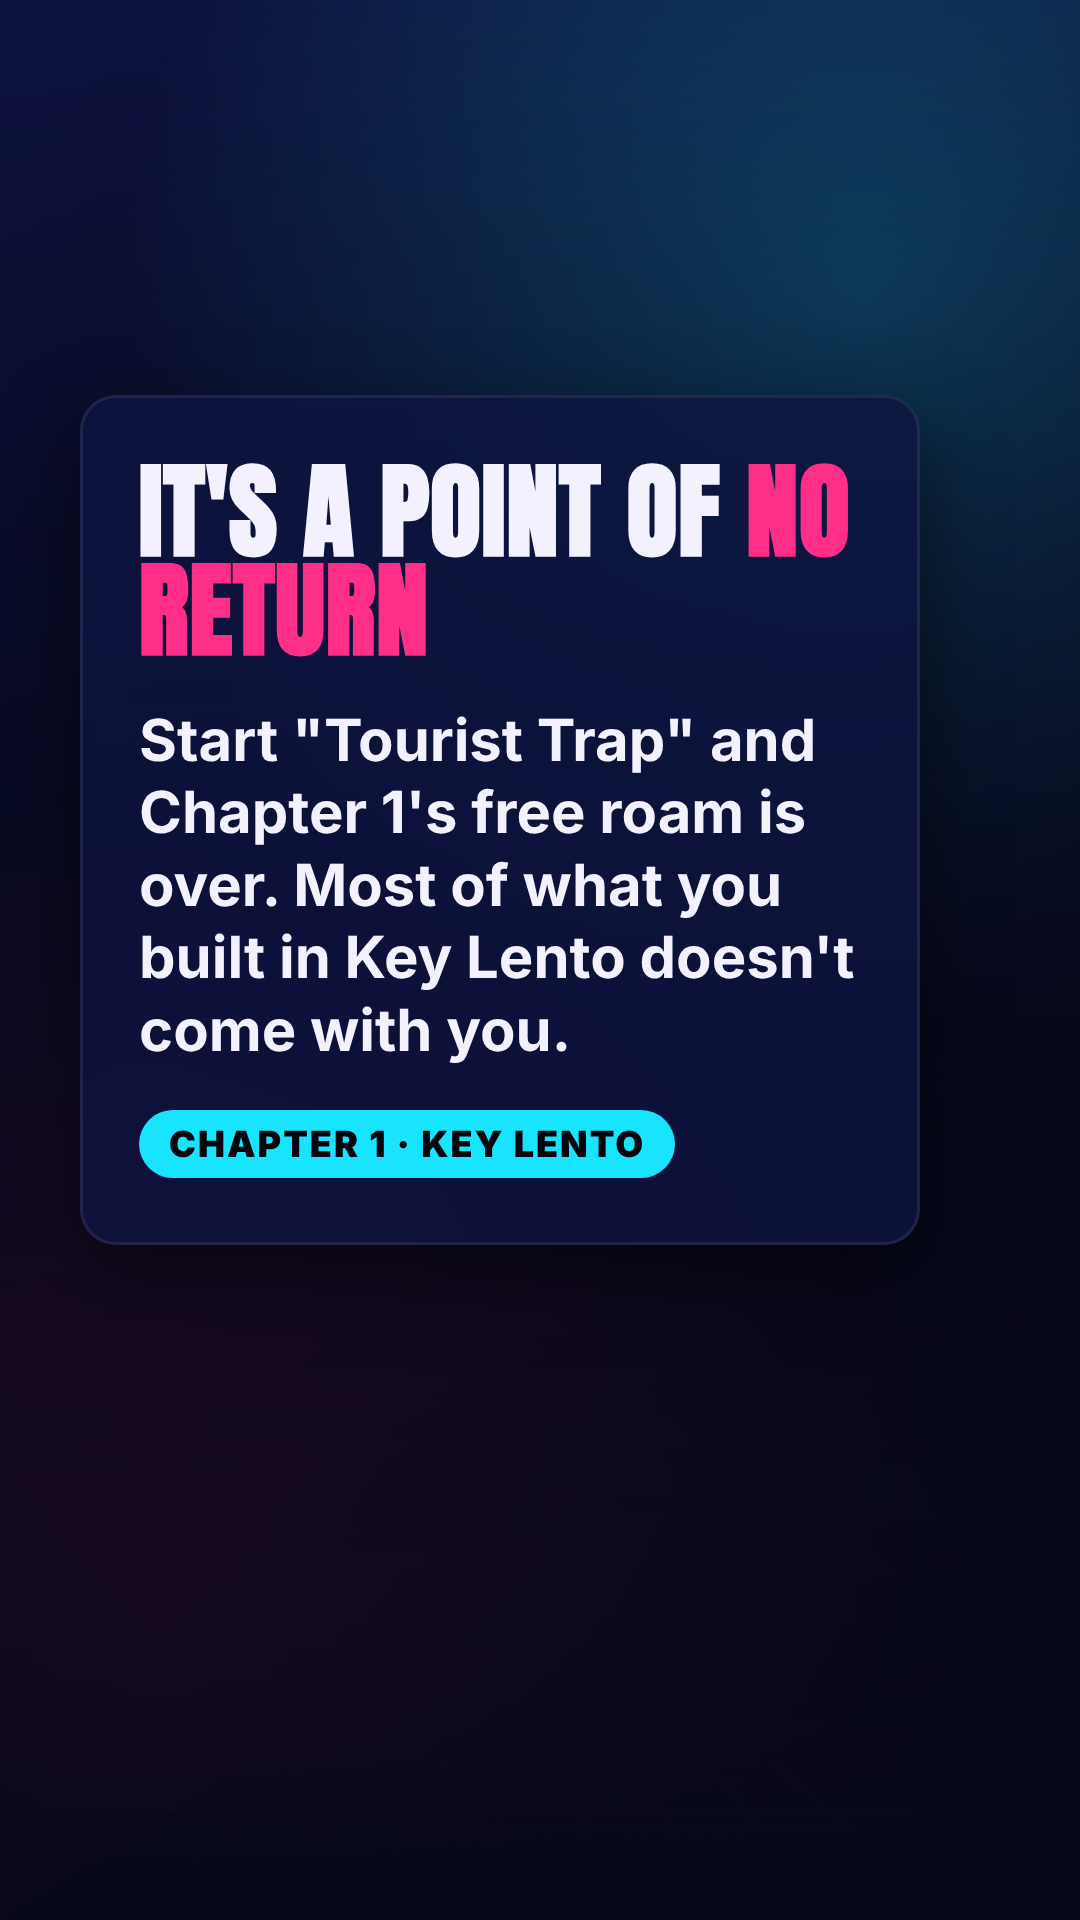 IT'S A POINT OF NO
RETURN
Start "Tourist Trap" and
Chapter 1's free roam is
over. Most of what you
built in Key Lento doesn't
come with you.
CHAPTER 1 · KEY LENTO